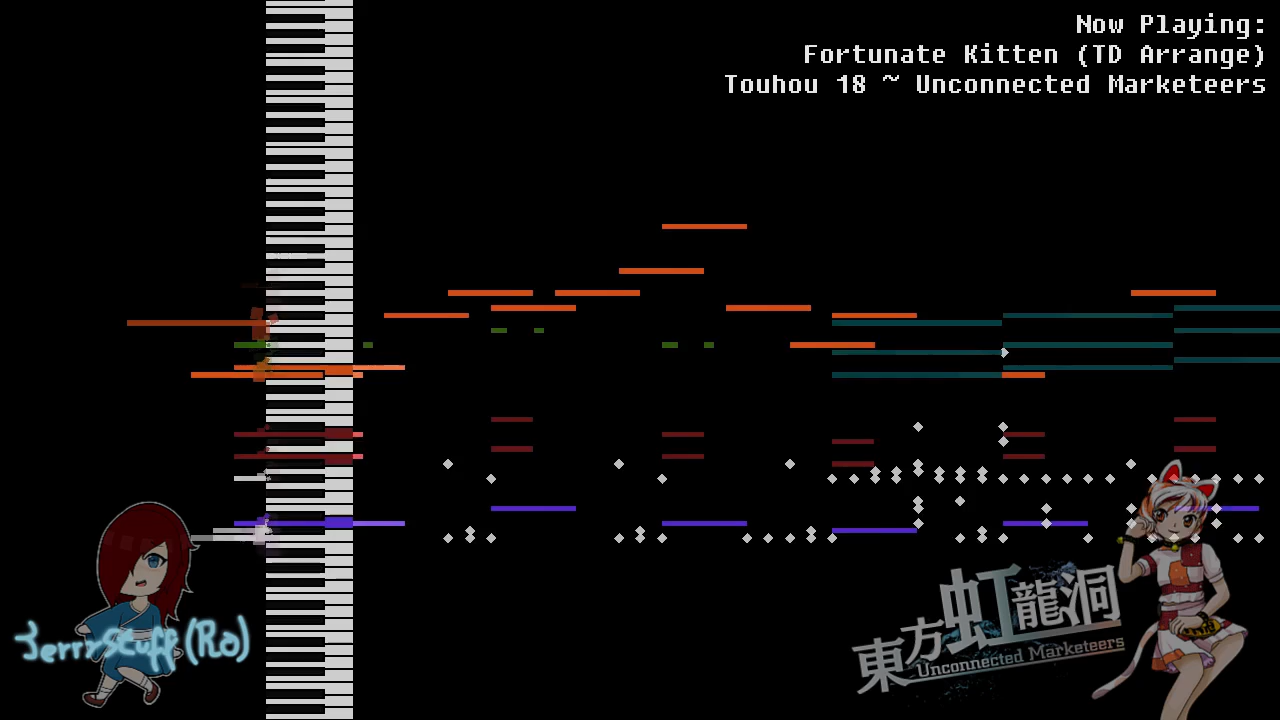 Now Playing:
Fortunate Kitten (TD Arrange)
Touhou 18 ~ Unconnected Marketeers
JerryStuff (Ro)
東方虹龍洞
Unconnected Marketeers